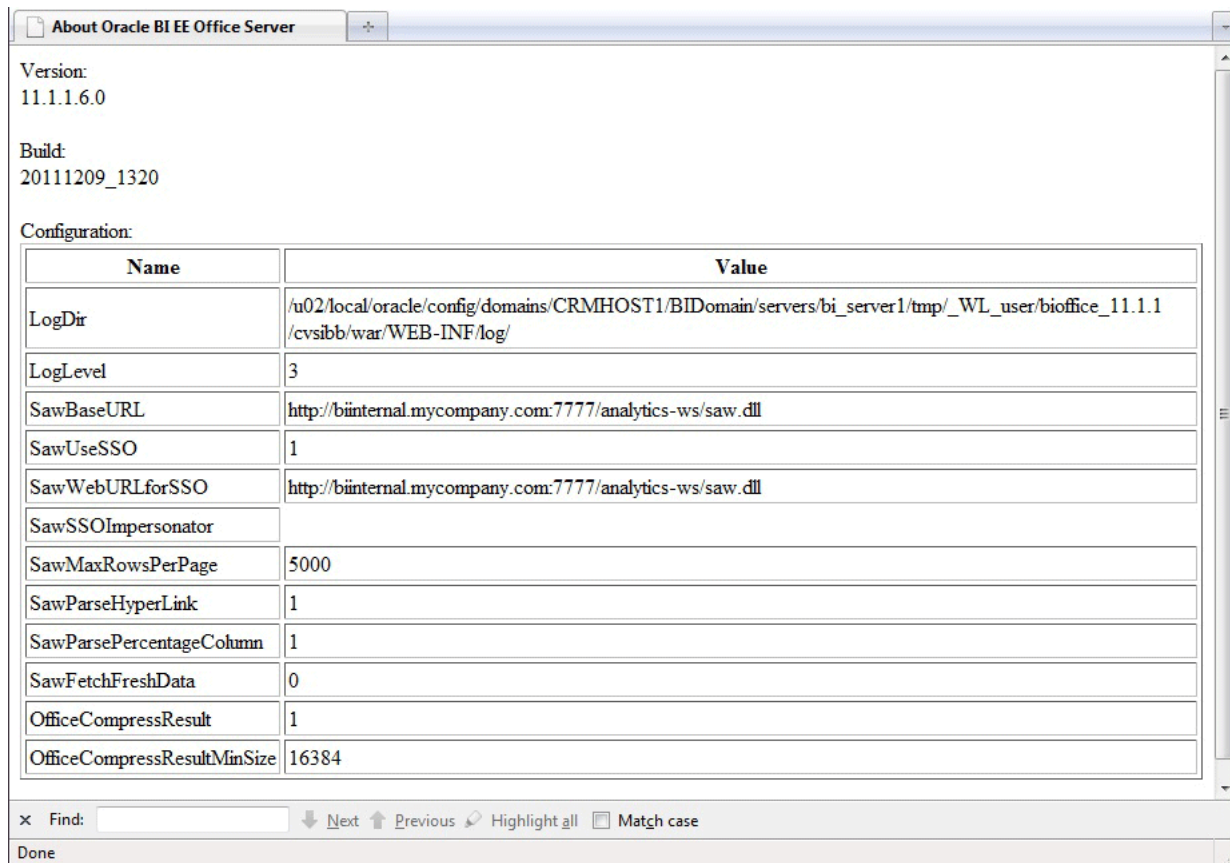 About Oracle BI EE Office Server
Version:
11.1.1.6.0
Build:
20111209_1320
Configuration:
Name Value
LogDir /u02/local/oracle/config/domains/CRMHOST1/BIDomain/servers/bi_server1/tmp/_WL_user/bioffice_11.1.1
/cvsibb/war/WEB-INF/log/
LogLevel 3
SawBaseURL http://biinternal.mycompany.com:7777/analytics-ws/saw.dll
SawUseSSO 1
SawWebURLforSSO http://biinternal.mycompany.com:7777/analytics-ws/saw.dll
SawSSOImpersonator
SawMaxRowsPerPage 5000
SawParseHyperLink 1
SawParsePercentageColumn 1
SawFetchFreshData 0
OfficeCompressResult 1
OfficeCompressResultMinSize 16384
× Find: Next Previous Highlight all Match case
Done